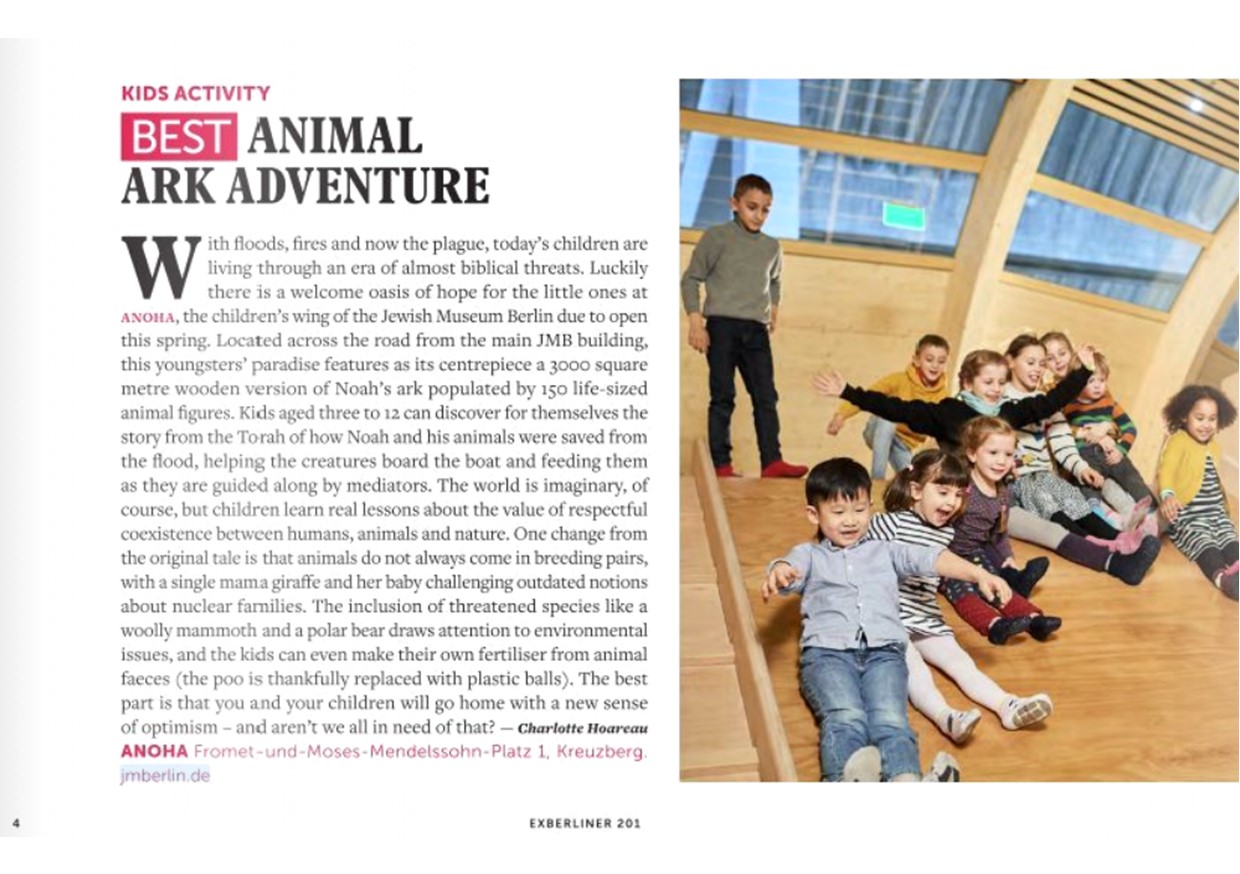 KIDS ACTIVITY
BEST ANIMAL
ARK ADVENTURE
With floods, fires and now the plague, today's children are
living through an era of almost biblical threats. Luckily
there is a welcome oasis of hope for the little ones at
ANOHA, the children's wing of the Jewish Museum Berlin due to open
this spring. Located across the road from the main JMB building,
this youngsters' paradise features as its centrepiece a 3000 square
metre wooden version of Noah's ark populated by 150 life-sized
animal figures. Kids aged three to 12 can discover for themselves the
story from the Torah of how Noah and his animals were saved from
the flood, helping the creatures board the boat and feeding them
as they are guided along by mediators. The world is imaginary, of
course, but children learn real lessons about the value of respectful
coexistence between humans, animals and nature. One change from
the original tale is that animals do not always come in breeding pairs,
with a single mama giraffe and her baby challenging outdated notions
about nuclear families. The inclusion of threatened species like a
woolly mammoth and a polar bear draws attention to environmental
issues, and the kids can even make their own fertiliser from animal
faeces (the poo is thankfully replaced with plastic balls). The best
part is that you and your children will go home with a new sense
of optimism – and aren't we all in need of that? — Charlotte Hoareau
ANOHA Fromet-und-Moses-Mendelssohn-Platz 1, Kreuzberg.
jmberlin.de
4
EXBERLINER 201